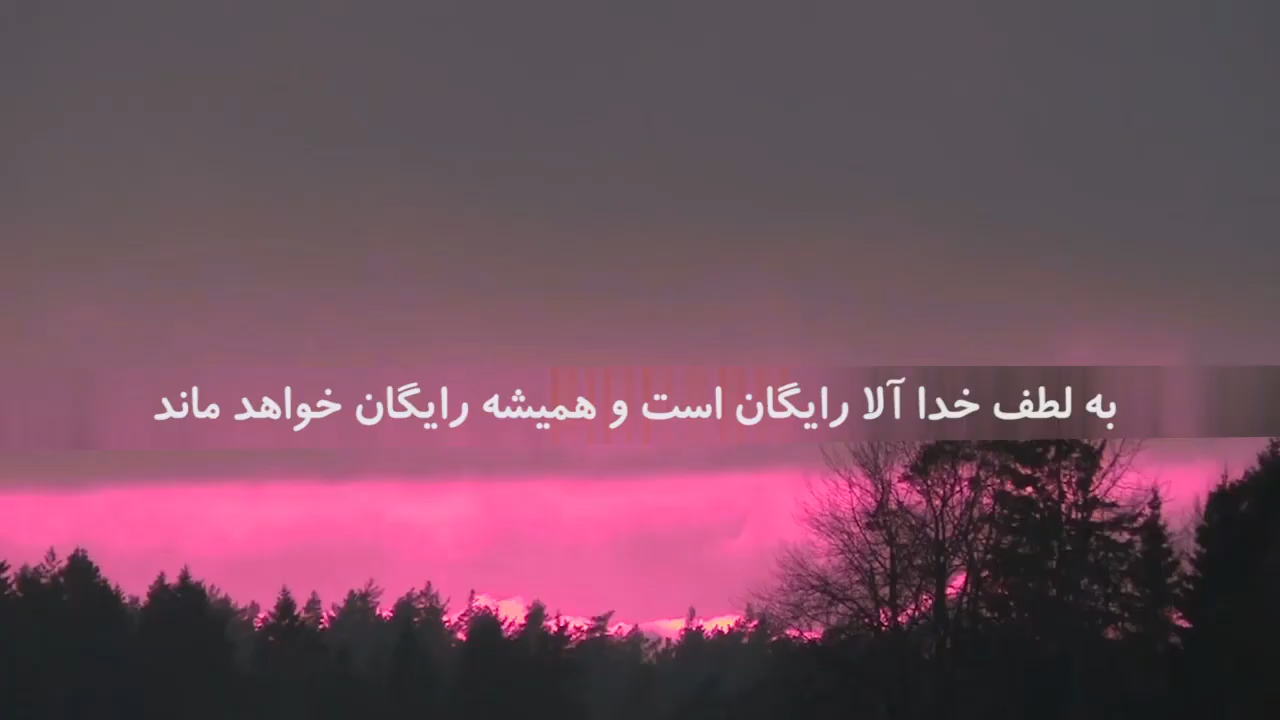 به لطف خدا آلا رایگان است و همیشه رایگان خواهد ماند